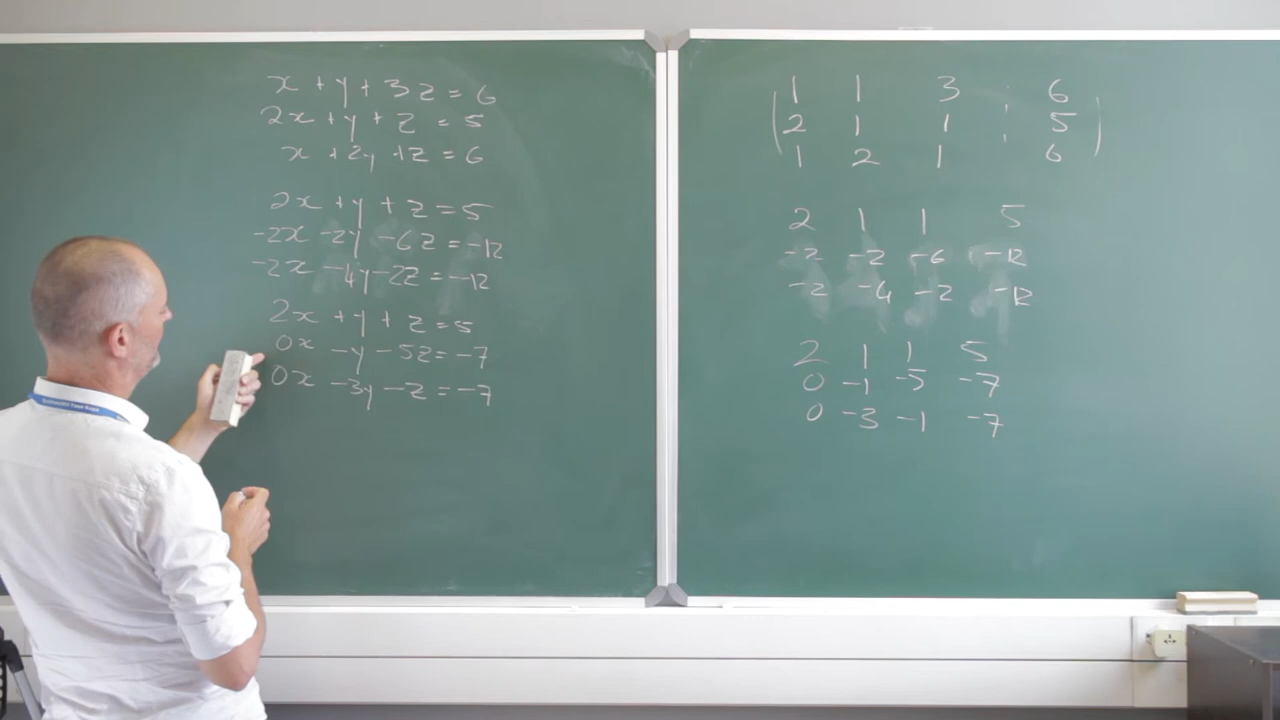 x + y + 3z = 6
2x + y + z = 5
x + 2y + z = 6
2x + y + z = 5
-2x -2y -6z = -12
-2x -4y -2z = -12
2x + y + z = 5
0x -y -5z = -7
0x -3y -z = -7
1 1 3 ⋮ 6
2 1 1 ⋮ 5
1 2 1 6
2 1 1 5
-2 -2 -6 -12
-2 -4 -2 -12
2 1 1 5
0 -1 -5 -7
0 -3 -1 -7